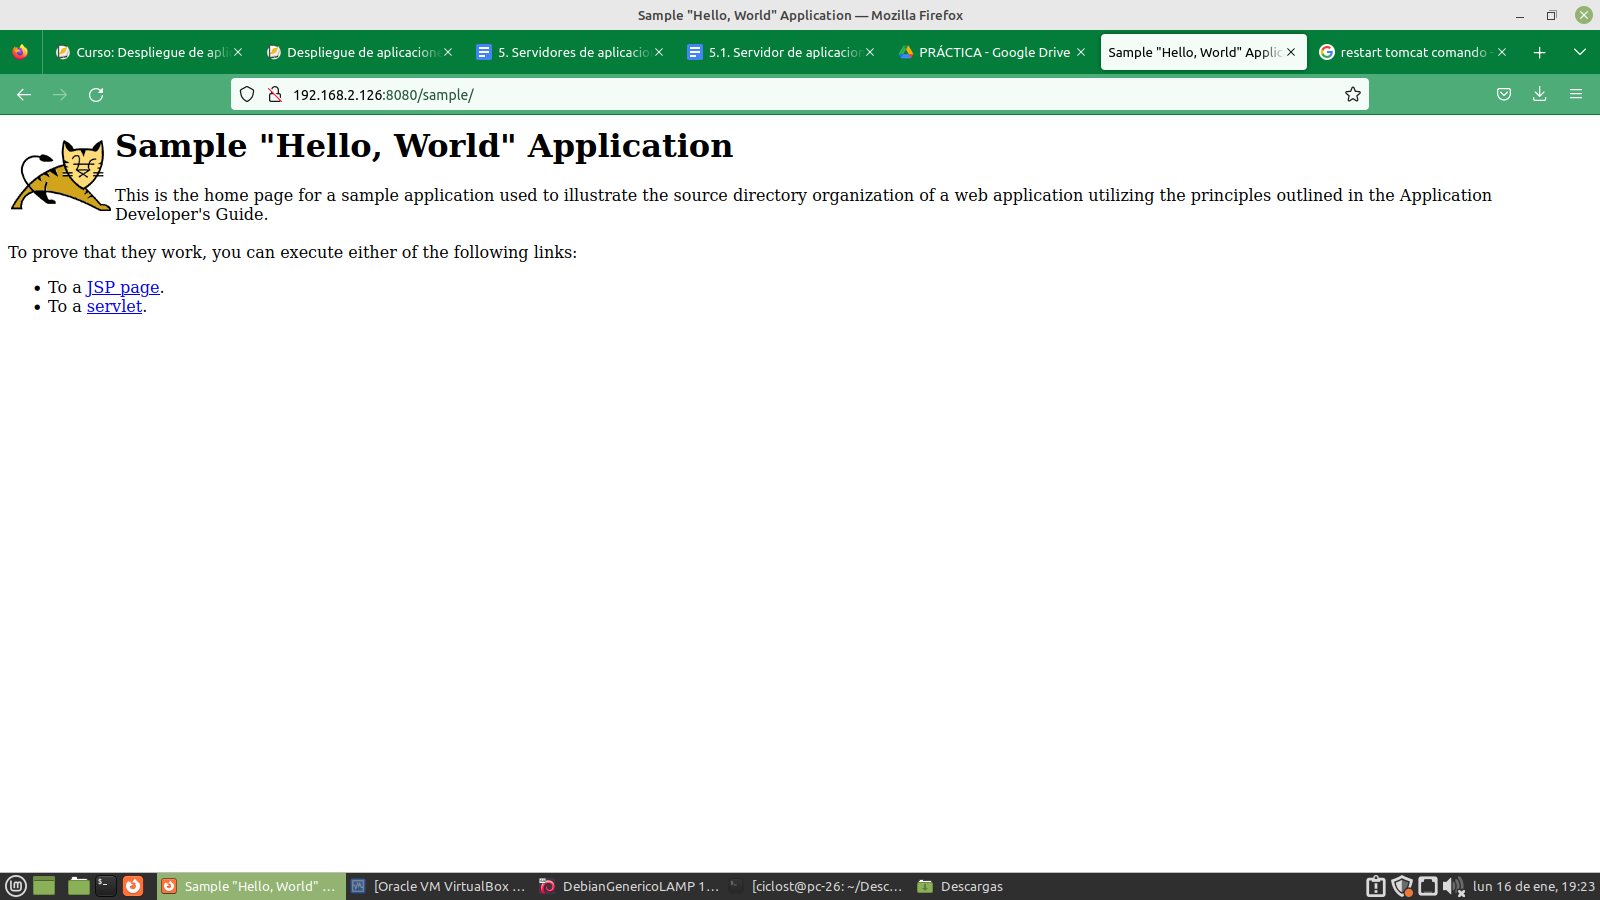 Sample "Hello, World" Application — Mozilla Firefox
Curso: Despliegue de apli
Despliegue de aplicacione
5. Servidores de aplicacio
5.1. Servidor de aplicacior
PRÁCTICA - Google Drive
Sample "Hello, World" Applic
restart tomcat comando -
192.168.2.126:8080/sample/
Sample "Hello, World" Application
This is the home page for a sample application used to illustrate the source directory organization of a web application utilizing the principles outlined in the Application
Developer's Guide.
To prove that they work, you can execute either of the following links:
• To a JSP page.
• To a servlet.
Sample "Hello, World" ...
[Oracle VM VirtualBox ...
DebianGenericoLAMP 1...
[ciclost@pc-26: ~/Desc...
Descargas
lun 16 de ene, 19:23